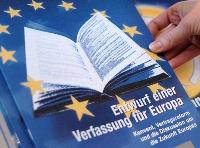 Entwurf einer
Verfassung für Europa
Konvent, Vertragsreform
und die Diskussion um
die Zukunft Europas